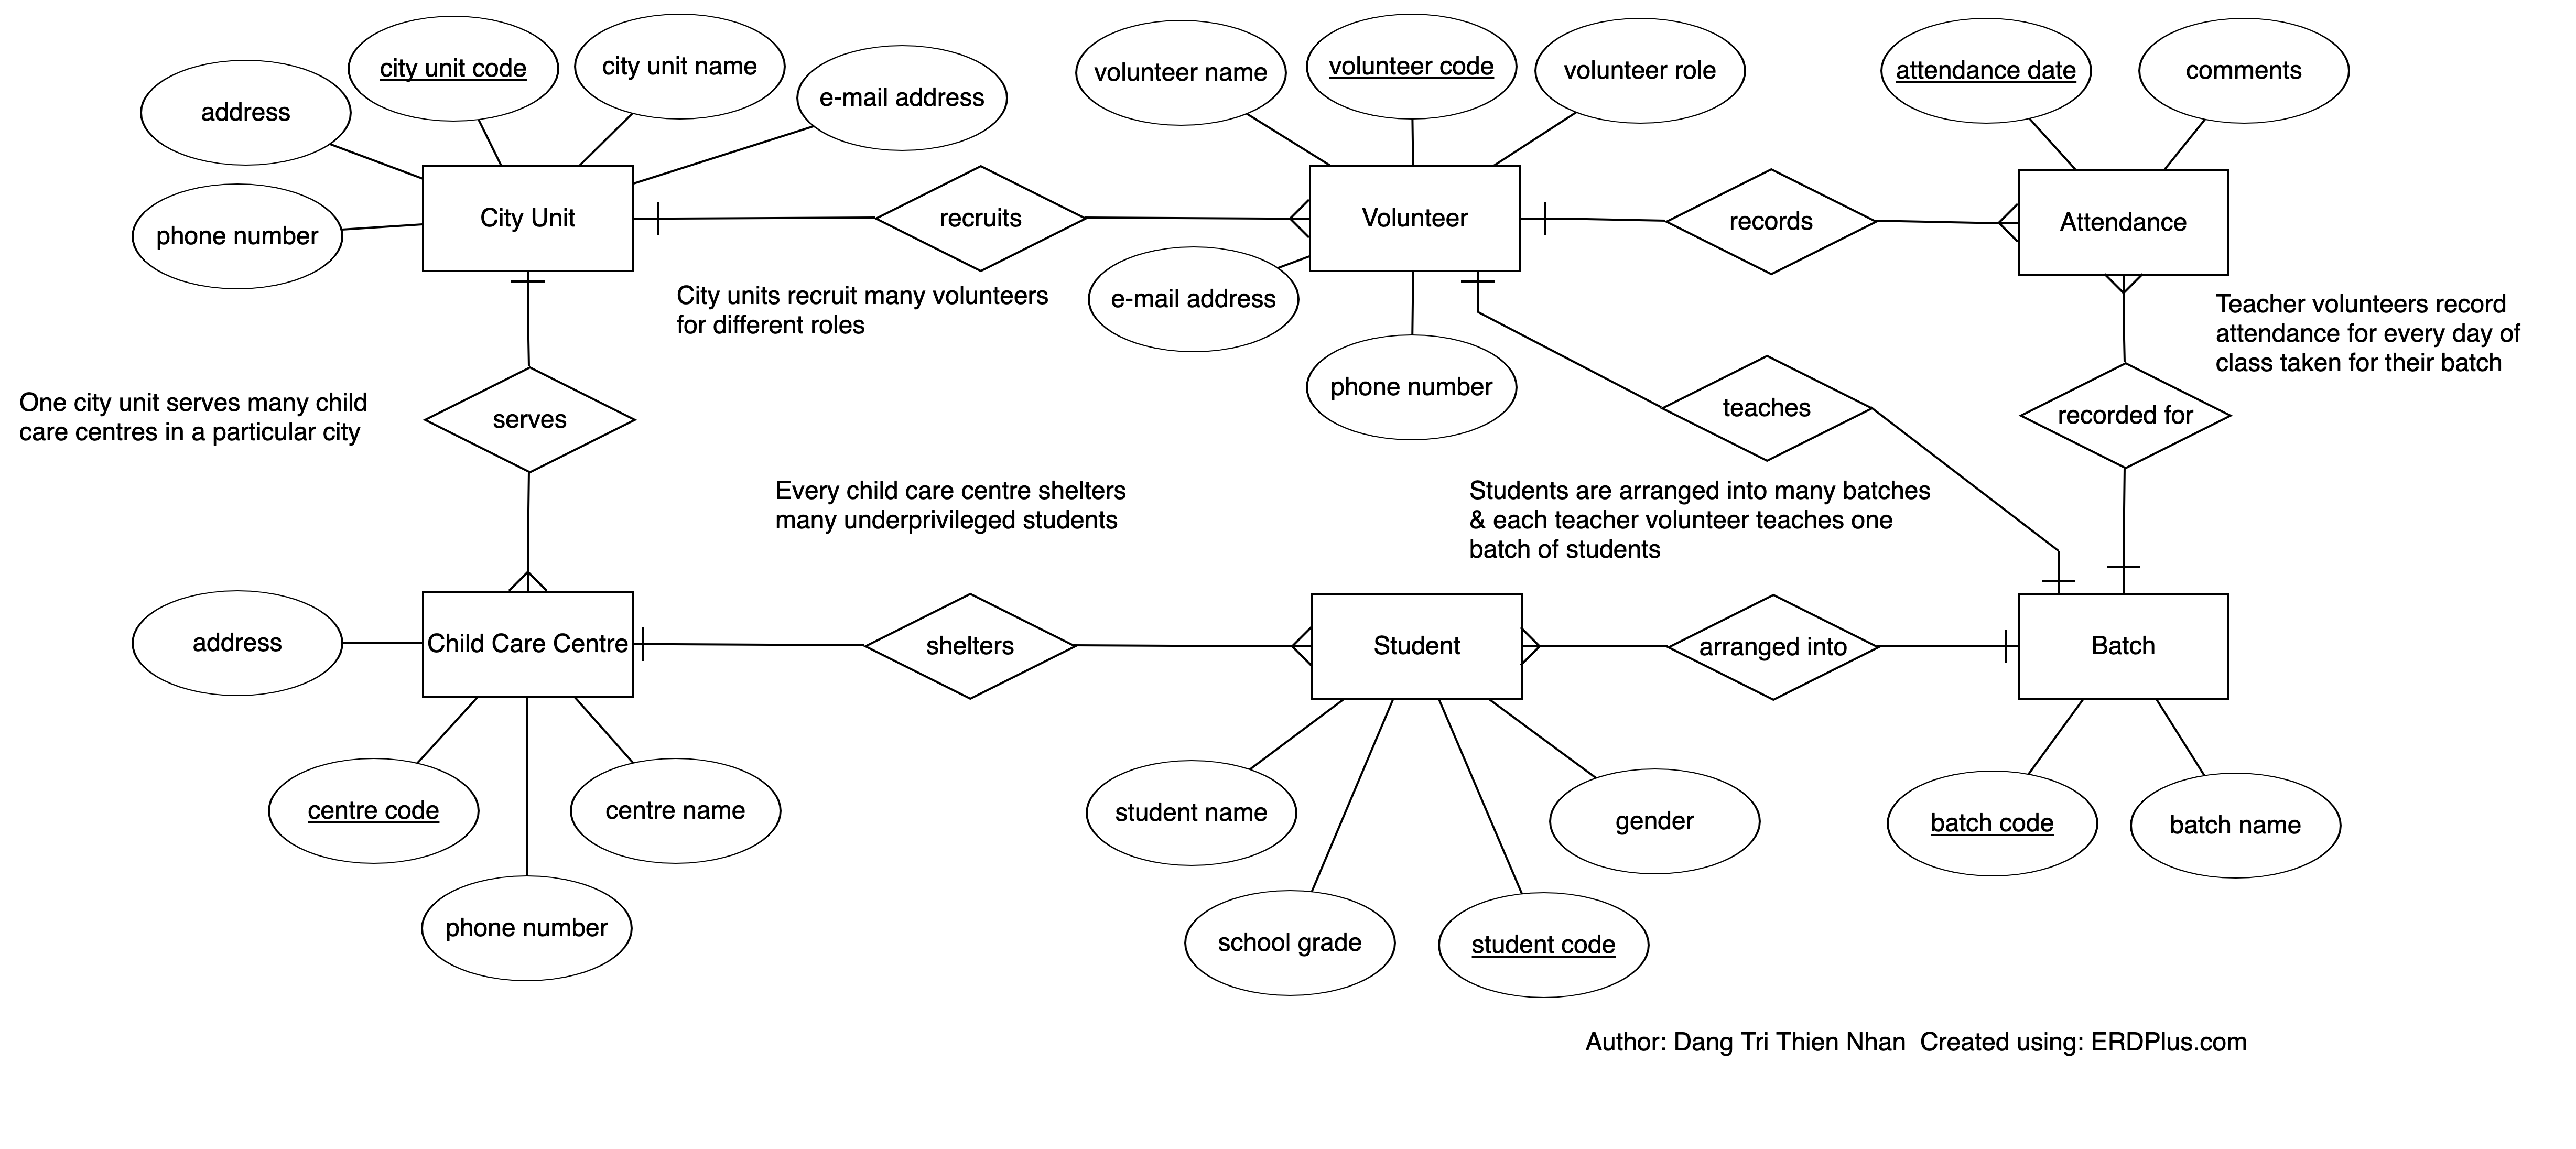 city unit code
city unit name
e-mail address
address
phone number
City Unit
recruits
City units recruit many volunteers
for different roles
volunteer name
volunteer code
volunteer role
Volunteer
e-mail address
phone number
records
attendance date
comments
Attendance
Teacher volunteers record
attendance for every day of
class taken for their batch
recorded for
teaches
One city unit serves many child
care centres in a particular city
serves
Every child care centre shelters
many underprivileged students
Students are arranged into many batches
& each teacher volunteer teaches one
batch of students
address
Child Care Centre
centre code
centre name
phone number
shelters
Student
student name
school grade
student code
gender
arranged into
Batch
batch code
batch name
Author: Dang Tri Thien Nhan  Created using: ERDPlus.com